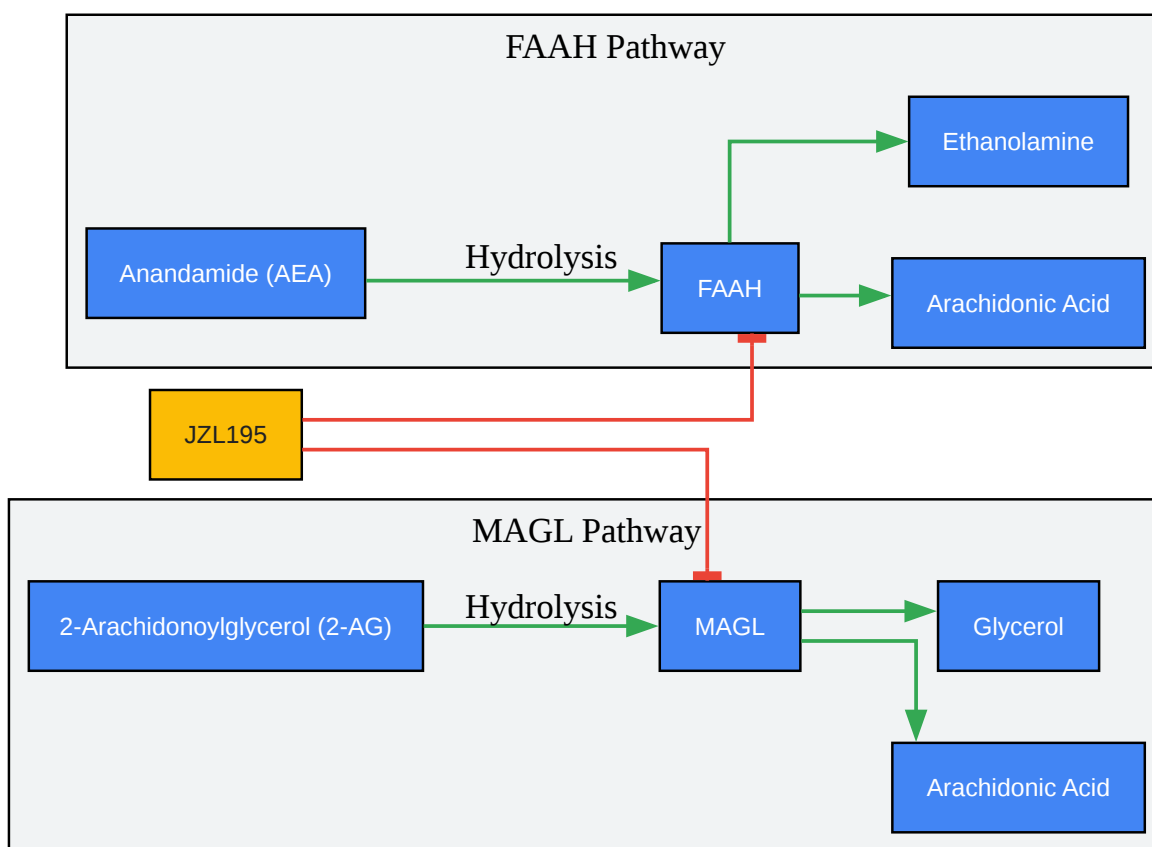 FAAH Pathway
Ethanolamine
Anandamide (AEA)
Hydrolysis
FAAH
Arachidonic Acid
JZL195
MAGL Pathway
2-Arachidonoylglycerol (2-AG)
Hydrolysis
MAGL
Glycerol
Arachidonic Acid